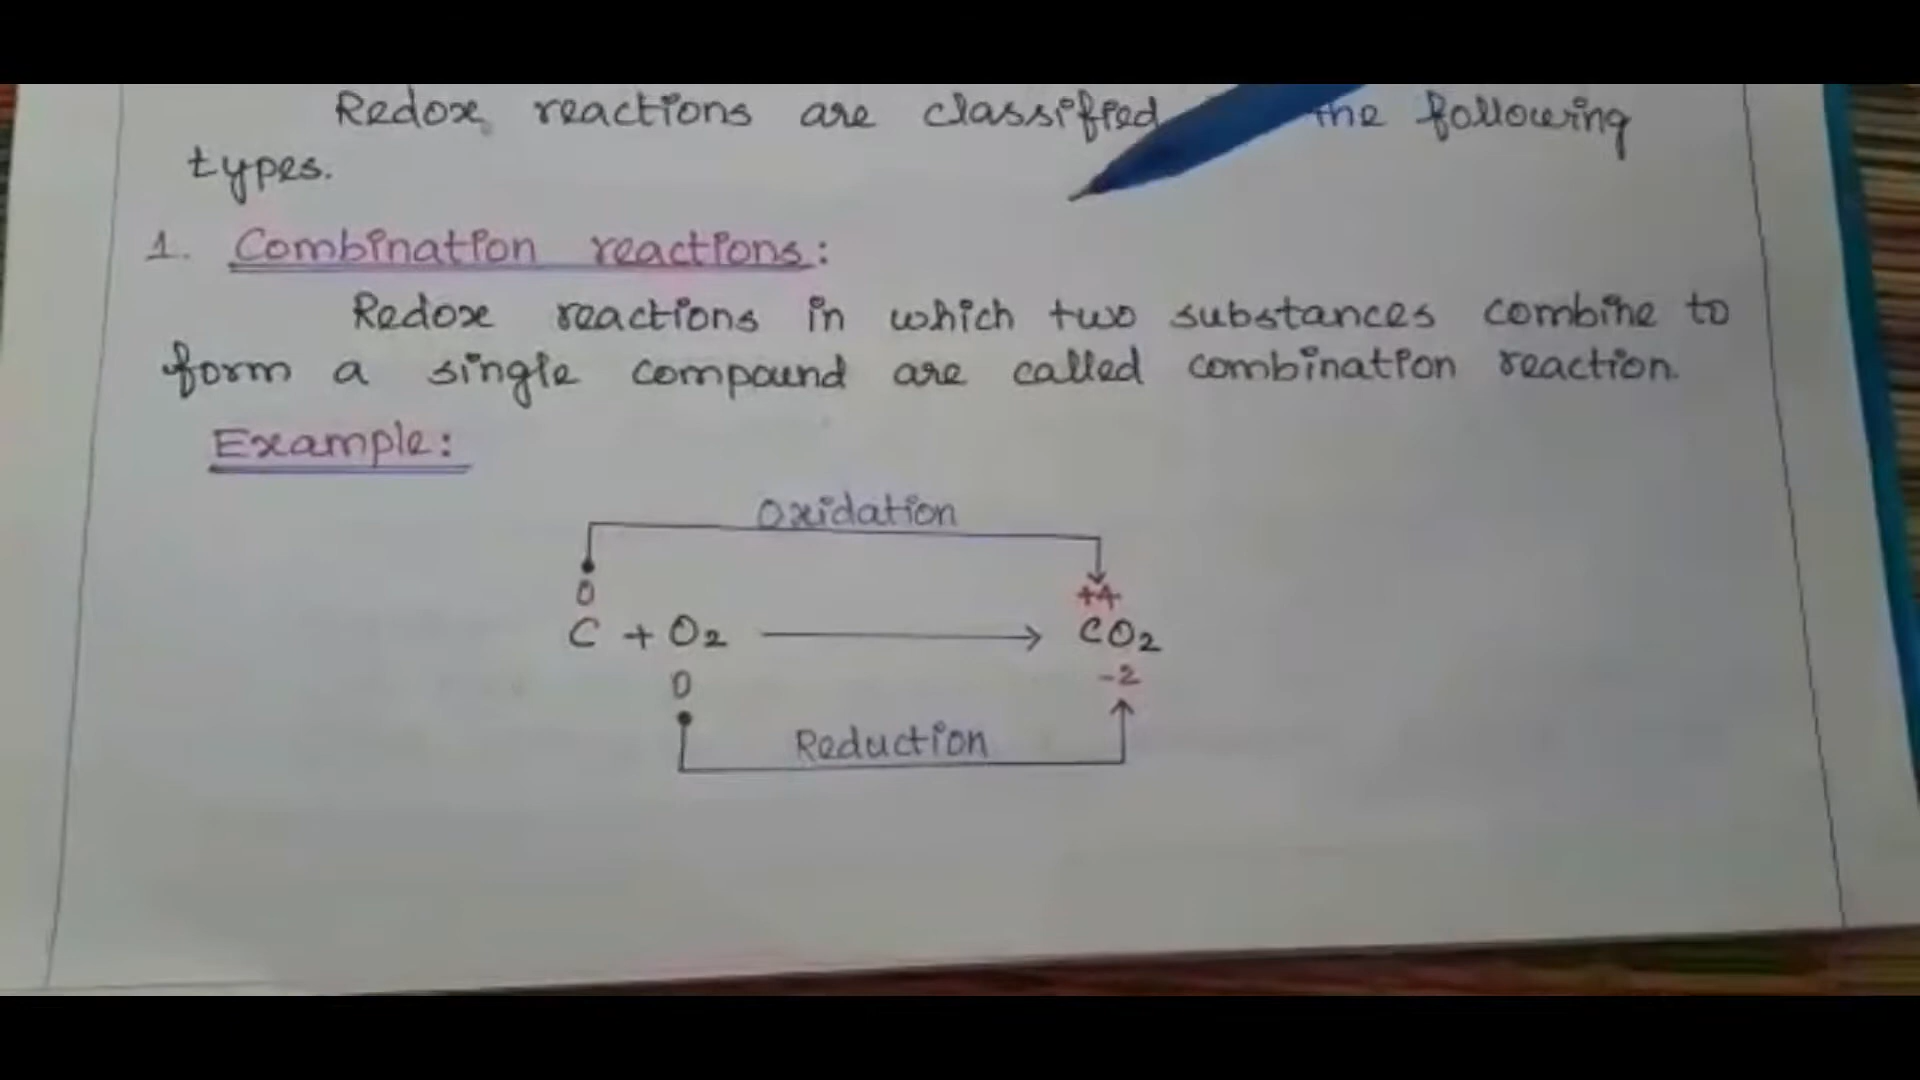 Redox reactions are classified the following
types.
1. Combination reactions:
Redox reactions in which two substances combine to
form a single compound are called combination reaction.
Example:
Oxidation
0 +4
C + O2 → CO2
0 -2
Reduction